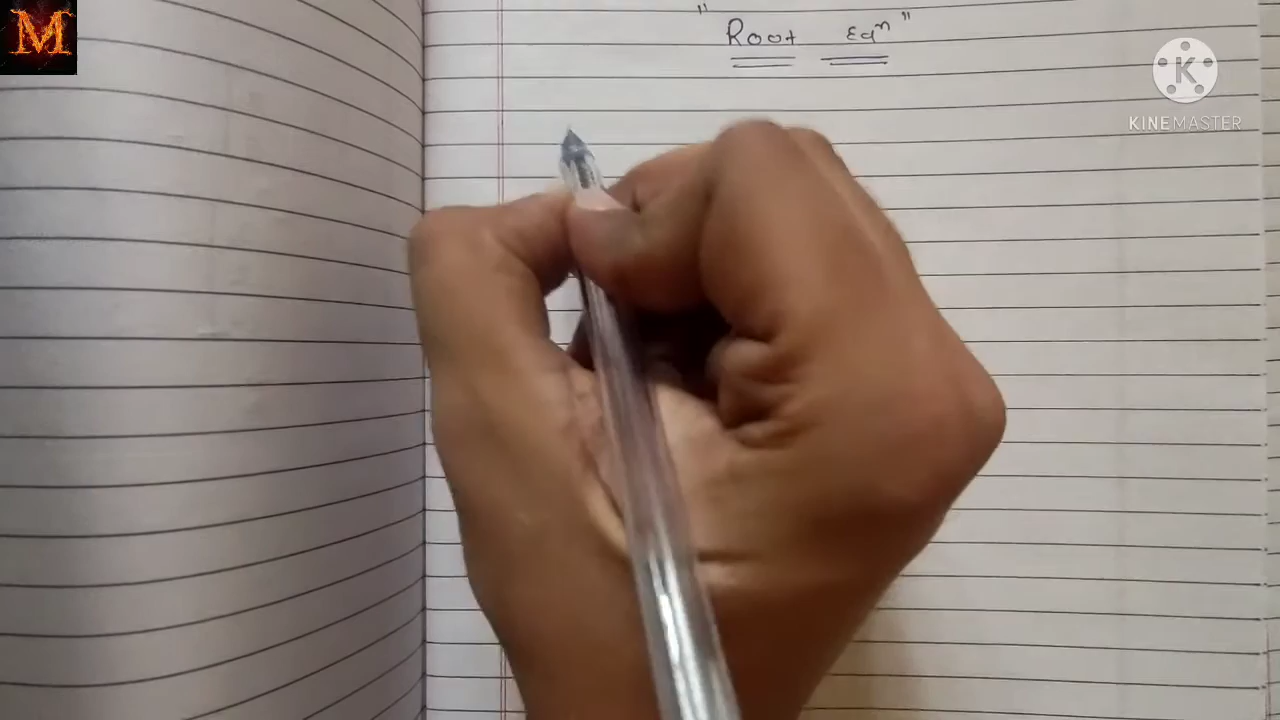 M
" Root Eqⁿ "
K
KINEMASTER